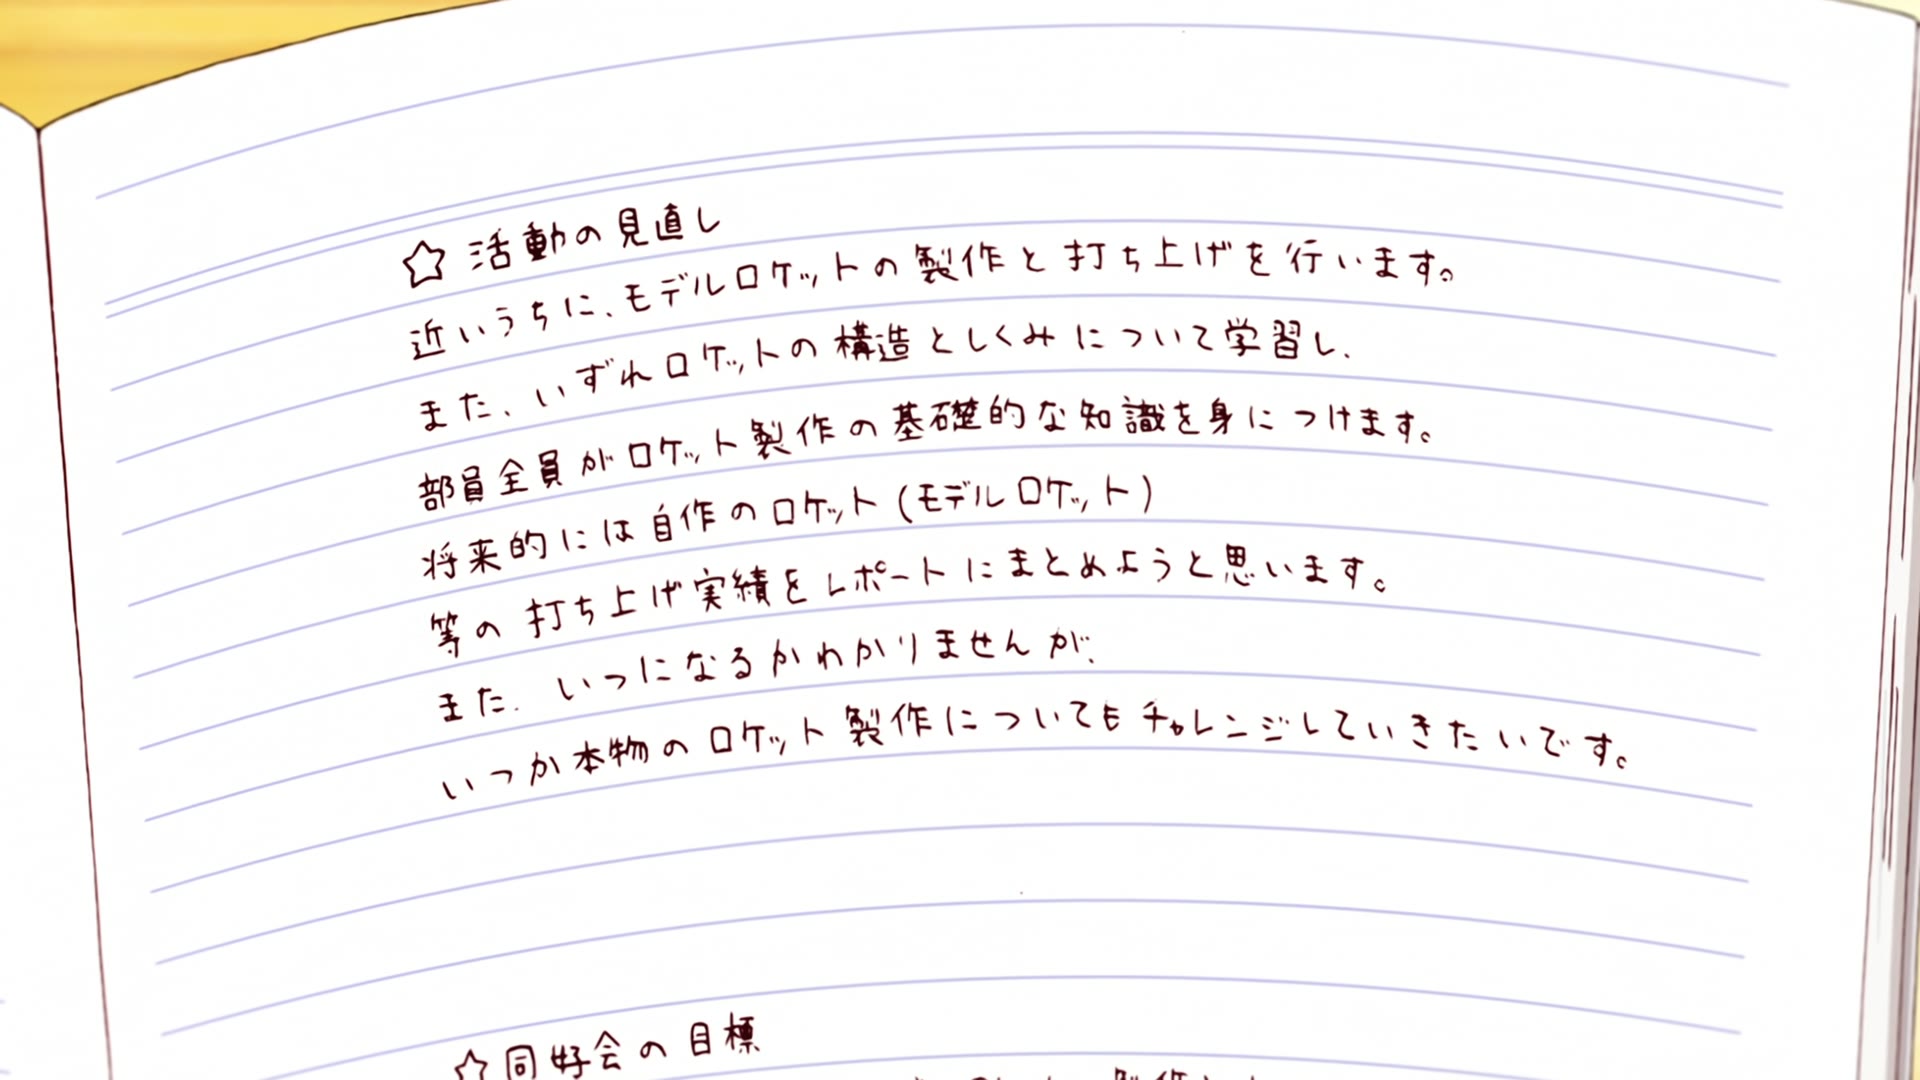 ☆ 活動の見直し
近いうちに、モデルロケットの製作と打ち上げを行います。
また、いずれロケットの構造としくみについて学習し、
部員全員がロケット製作の基礎的な知識を身につけます。
将来的には自作のロケット(モデルロケット)
等の打ち上げ実績をレポートにまとめようと思います。
また、いつになるかわかりませんが、
いつか本物のロケット製作についてもチャレンジしていきたいです。
☆ 同好会の目標